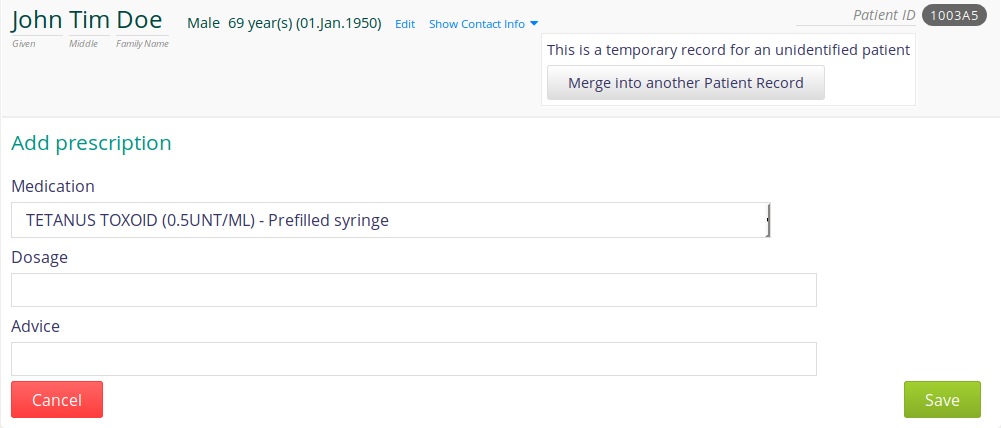 John Tim Doe Male 69 year(s) (01.Jan.1950) Edit Show Contact Info Patient ID 1003A5
Given Middle Family Name
This is a temporary record for an unidentified patient
Merge into another Patient Record
Add prescription
Medication
TETANUS TOXOID (0.5UNT/ML) - Prefilled syringe
Dosage
Advice
Cancel Save